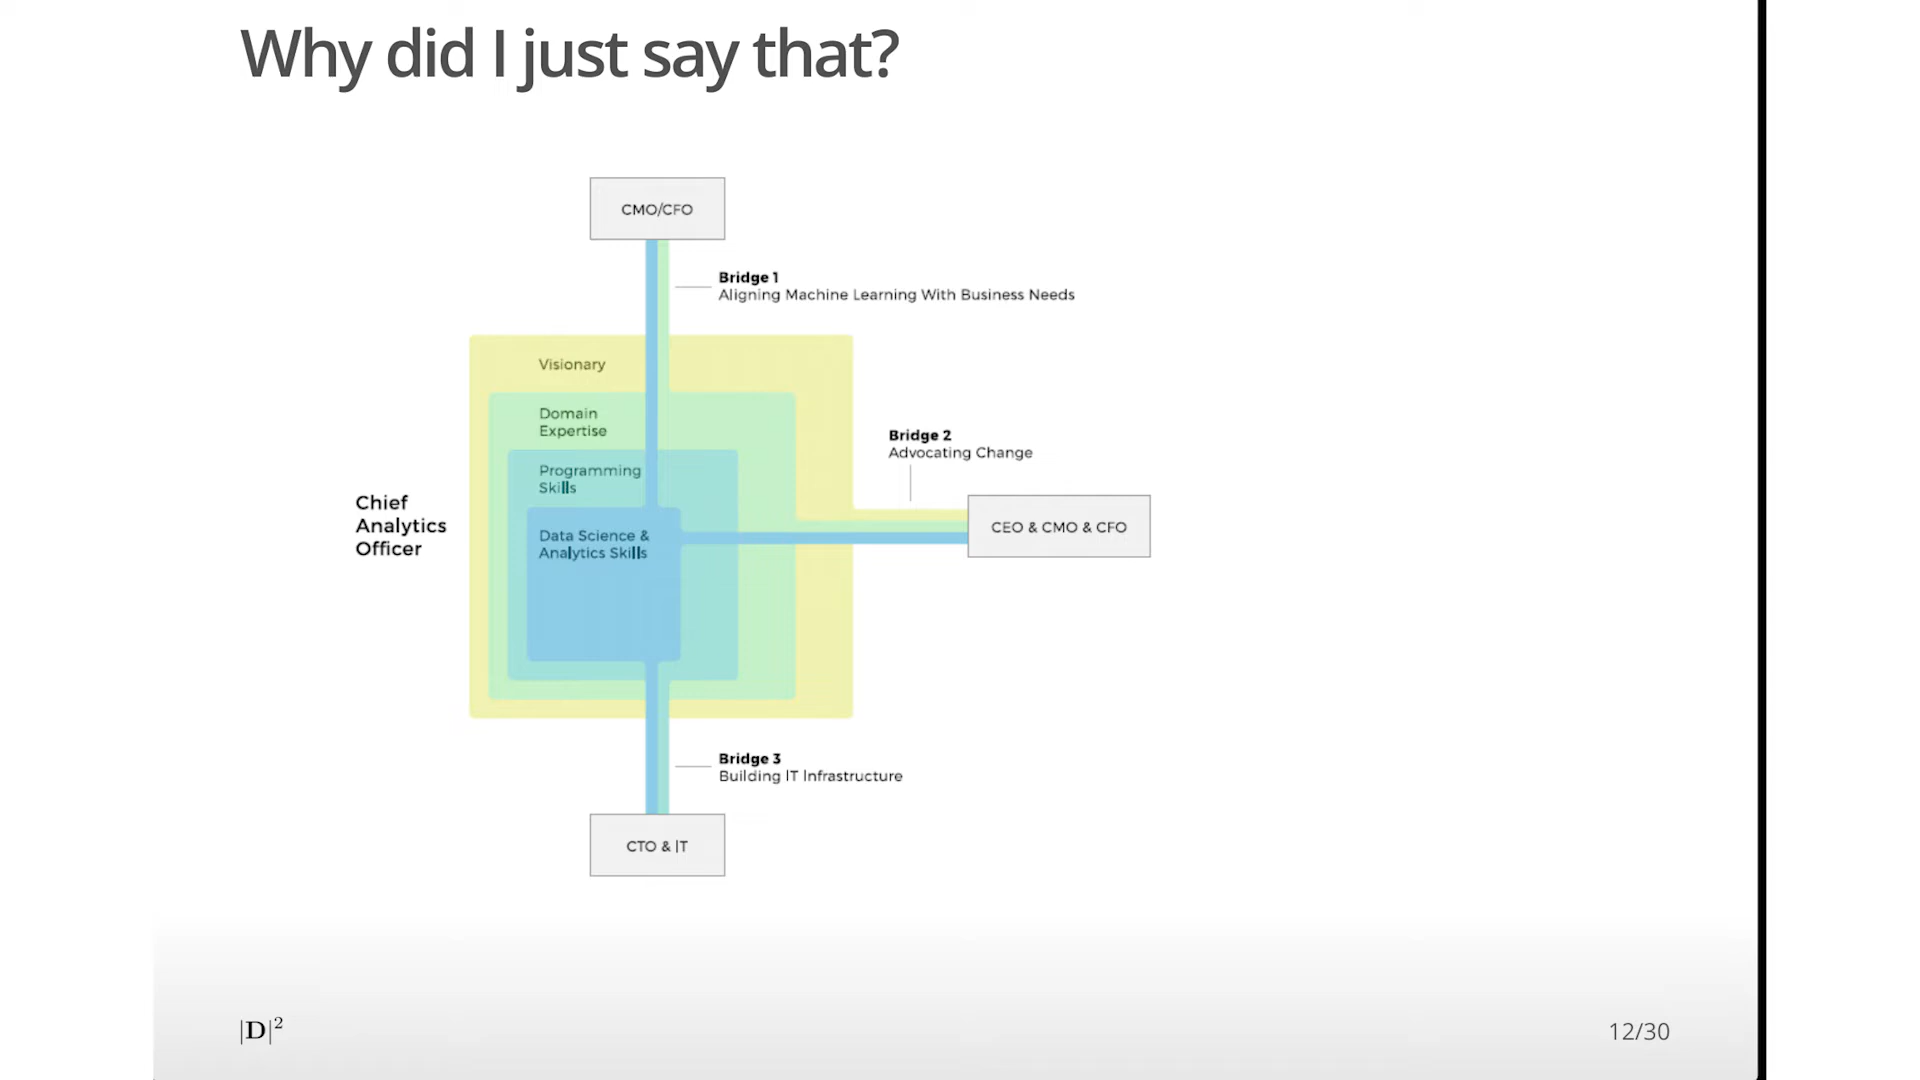 Why did I just say that?
CMO/CFO
Bridge 1
Aligning Machine Learning With Business Needs
Visionary
Domain
Expertise
Programming
Skills
Data Science &
Analytics Skills
Chief
Analytics
Officer
Bridge 2
Advocating Change
CEO & CMO & CFO
Bridge 3
Building IT Infrastructure
CTO & IT
|D|²
12/30